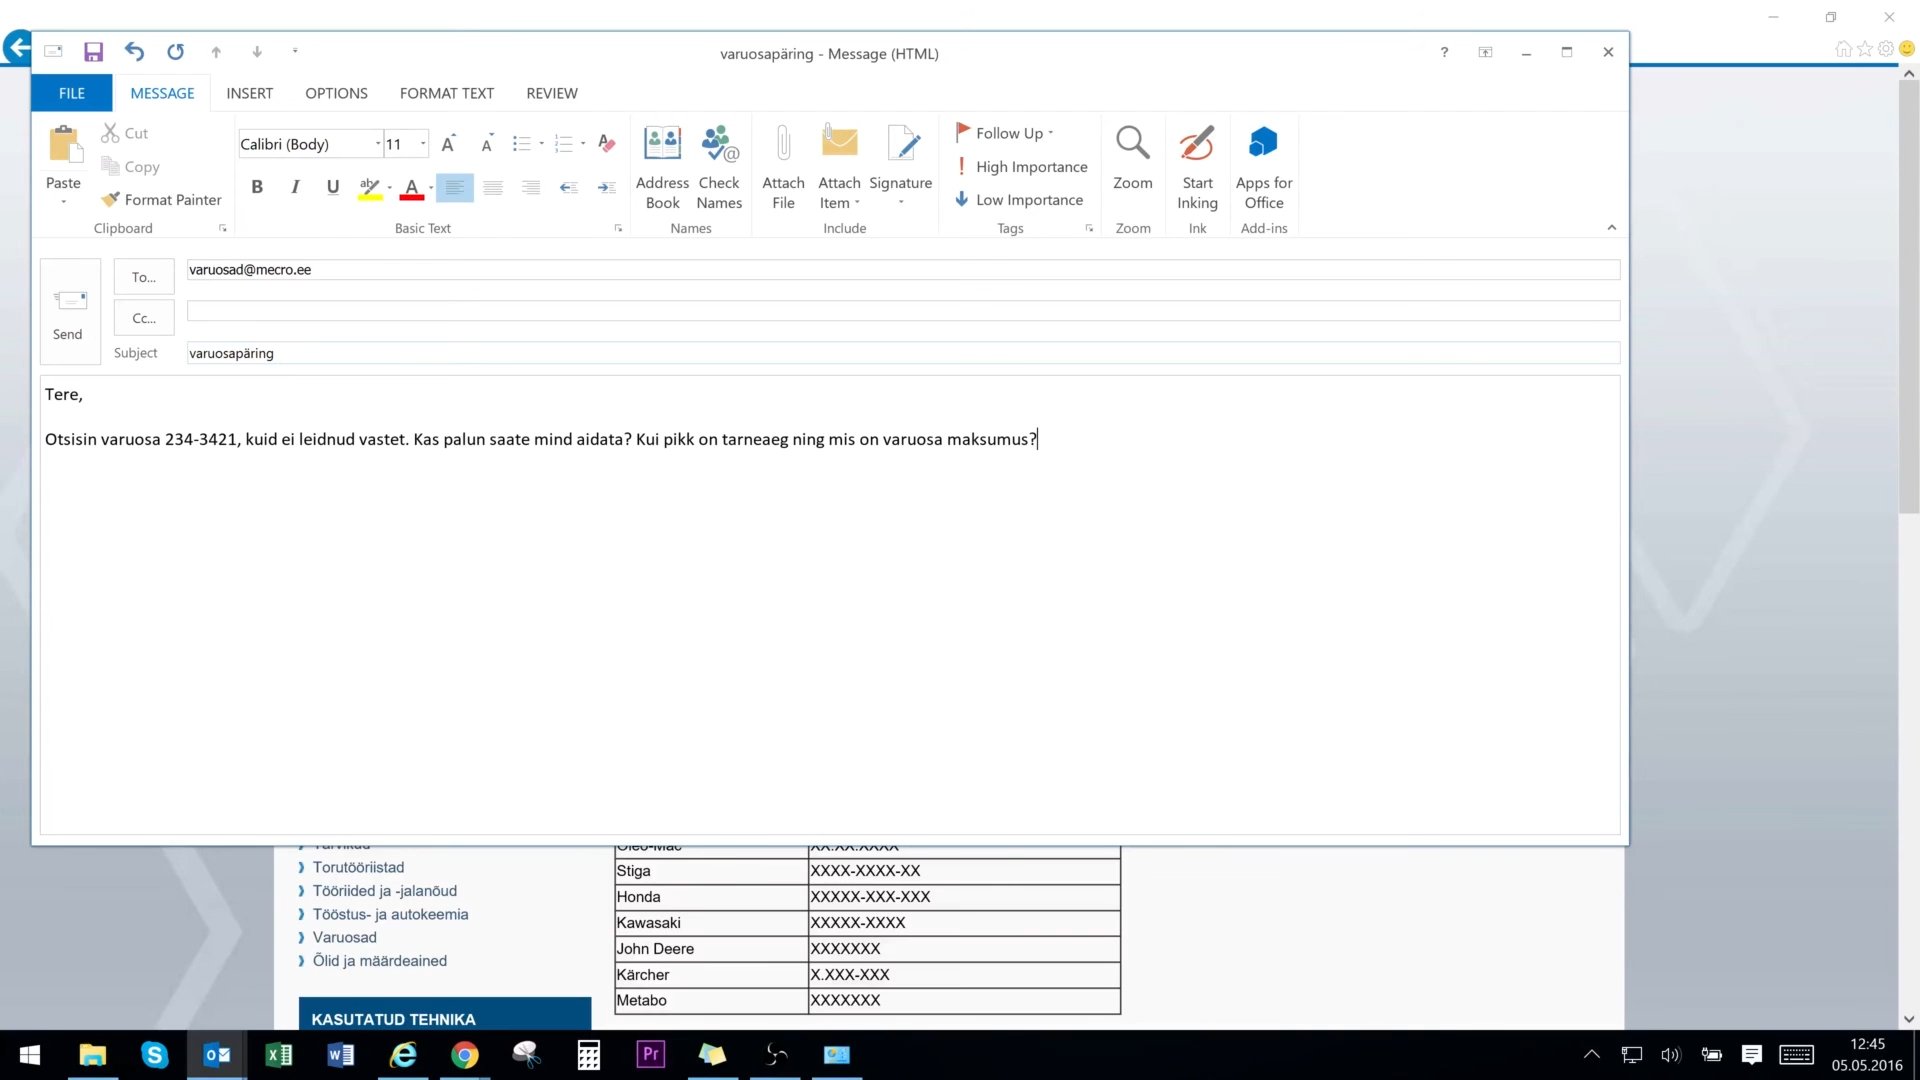 varuosapäring - Message (HTML)
?
FILE MESSAGE INSERT OPTIONS FORMAT TEXT REVIEW
Paste
Cut
Copy
Format Painter
Clipboard
Calibri (Body) 11
B I U
Basic Text
Address Book
Check Names
Names
Attach File
Attach Item
Signature
Include
Follow Up
High Importance
Low Importance
Tags
Zoom
Zoom
Start Inking
Ink
Apps for Office
Add-ins
Send
To... varuosad@mecro.ee
Cc...
Subject varuosapäring
Tere,
Otsisin varuosa 234-3421, kuid ei leidnud vastet. Kas palun saate mind aidata? Kui pikk on tarneaeg ning mis on varuosa maksumus?
Torutööriistad
Tööriided ja -jalanõud
Tööstus- ja autokeemia
Varuosad
Õlid ja määrdeained
KASUTATUD TEHNIKA
Stiga XXXX-XXXX-XX
Honda XXXXX-XXX-XXX
Kawasaki XXXXX-XXXX
John Deere XXXXXXX
Kärcher X.XXX-XXX
Metabo XXXXXXX
Pr
12:45
05.05.2016